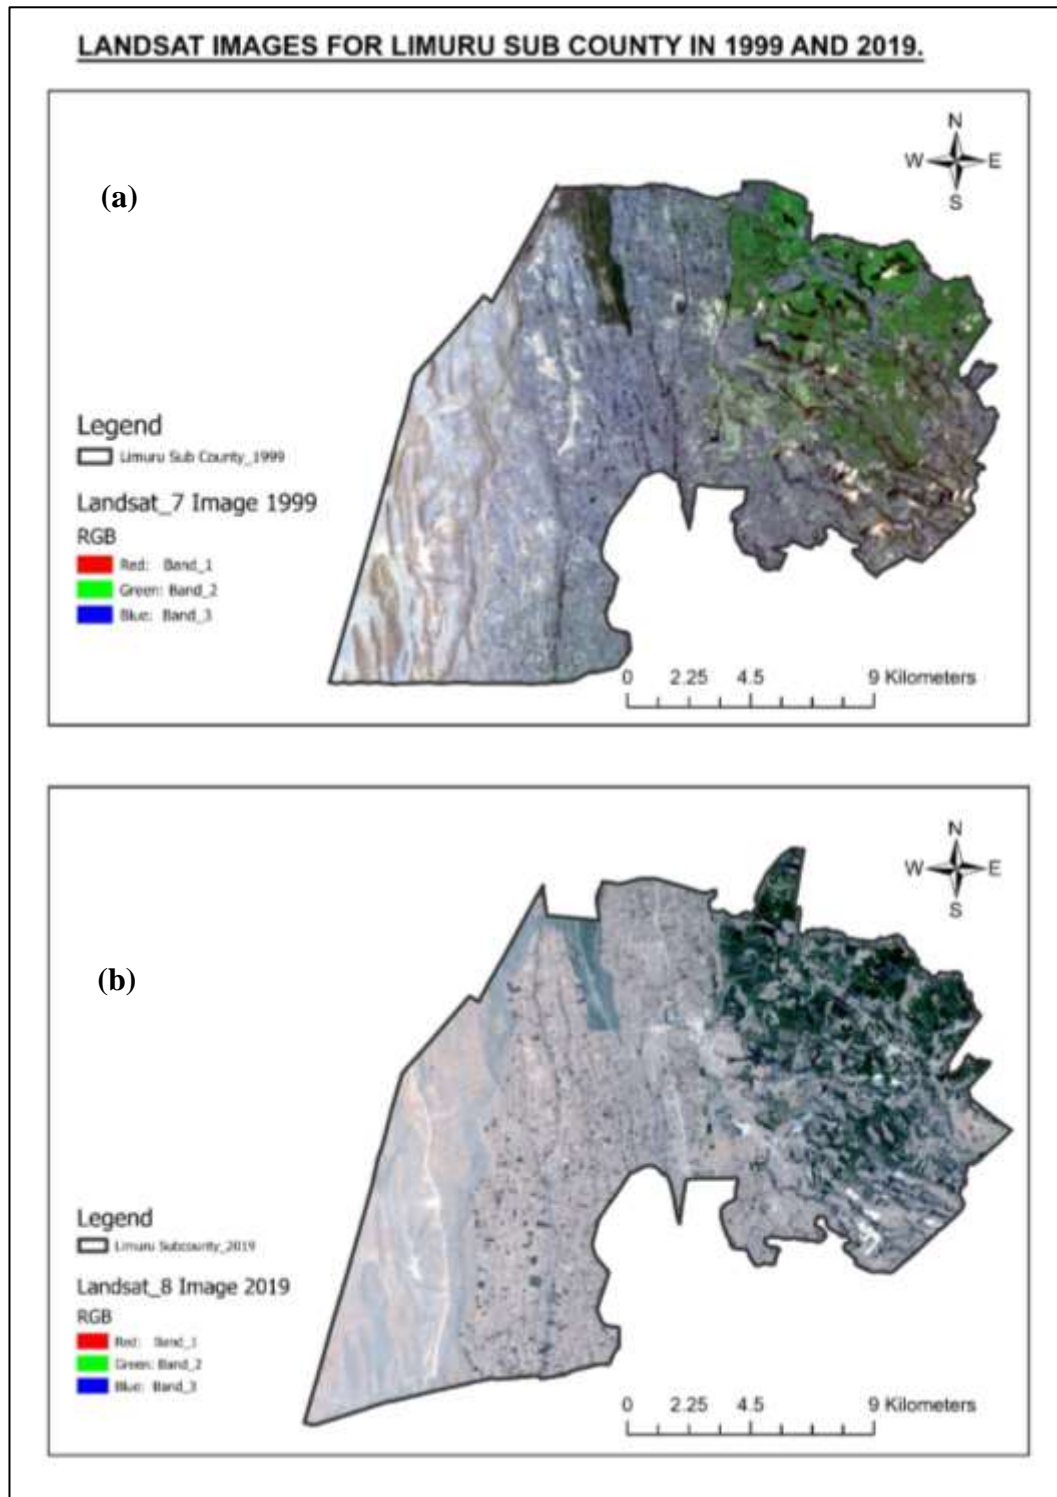 LANDSAT IMAGES FOR LIMURU SUB COUNTY IN 1999 AND 2019.
N
W E
S
(a)
Legend
Limuru Sub County_1999
Landsat_7 Image 1999
RGB
Red: Band_1
Green: Band_2
Blue: Band_3
0 2.25 4.5 9 Kilometers
N
W E
S
(b)
Legend
Limuru Subcounty_2019
Landsat_8 Image 2019
RGB
Red: Band_1
Green: Band_2
Blue: Band_3
0 2.25 4.5 9 Kilometers